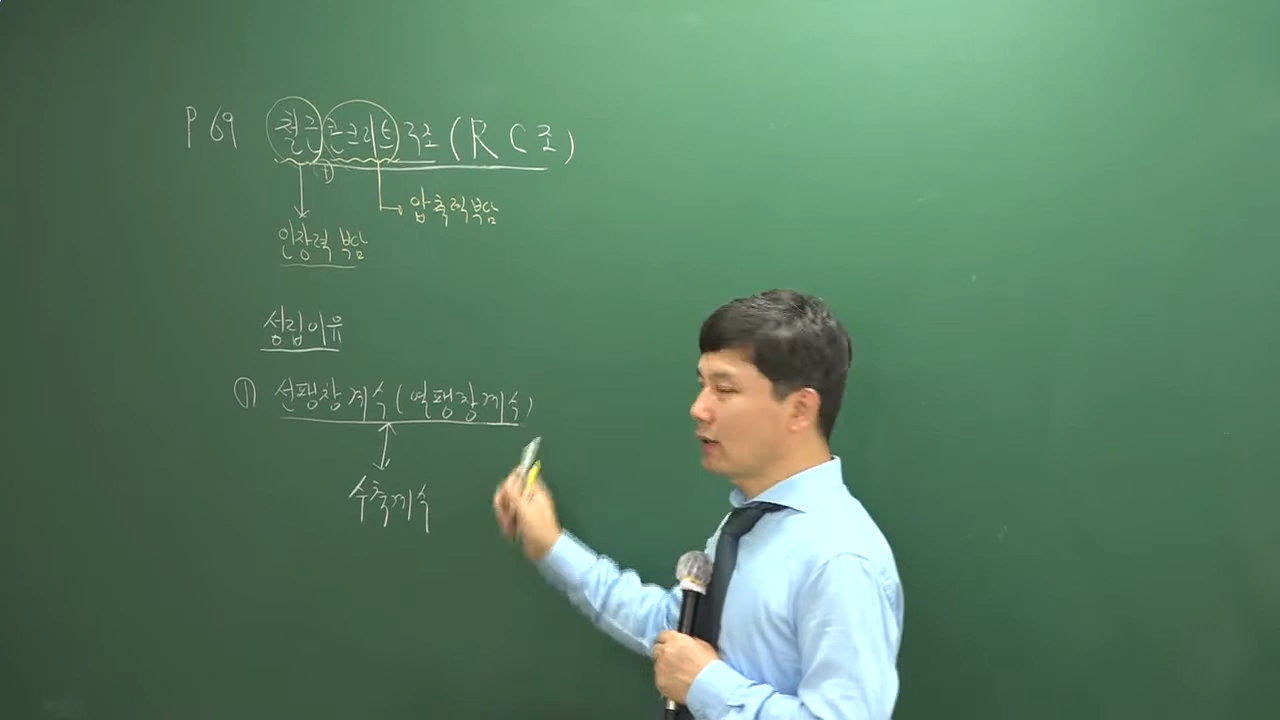 P 69 철근콘크리트구조(RC조)
압축력부담
인장력 부담
성립이유
① 선팽창계수(열팽창계수)
수축계수